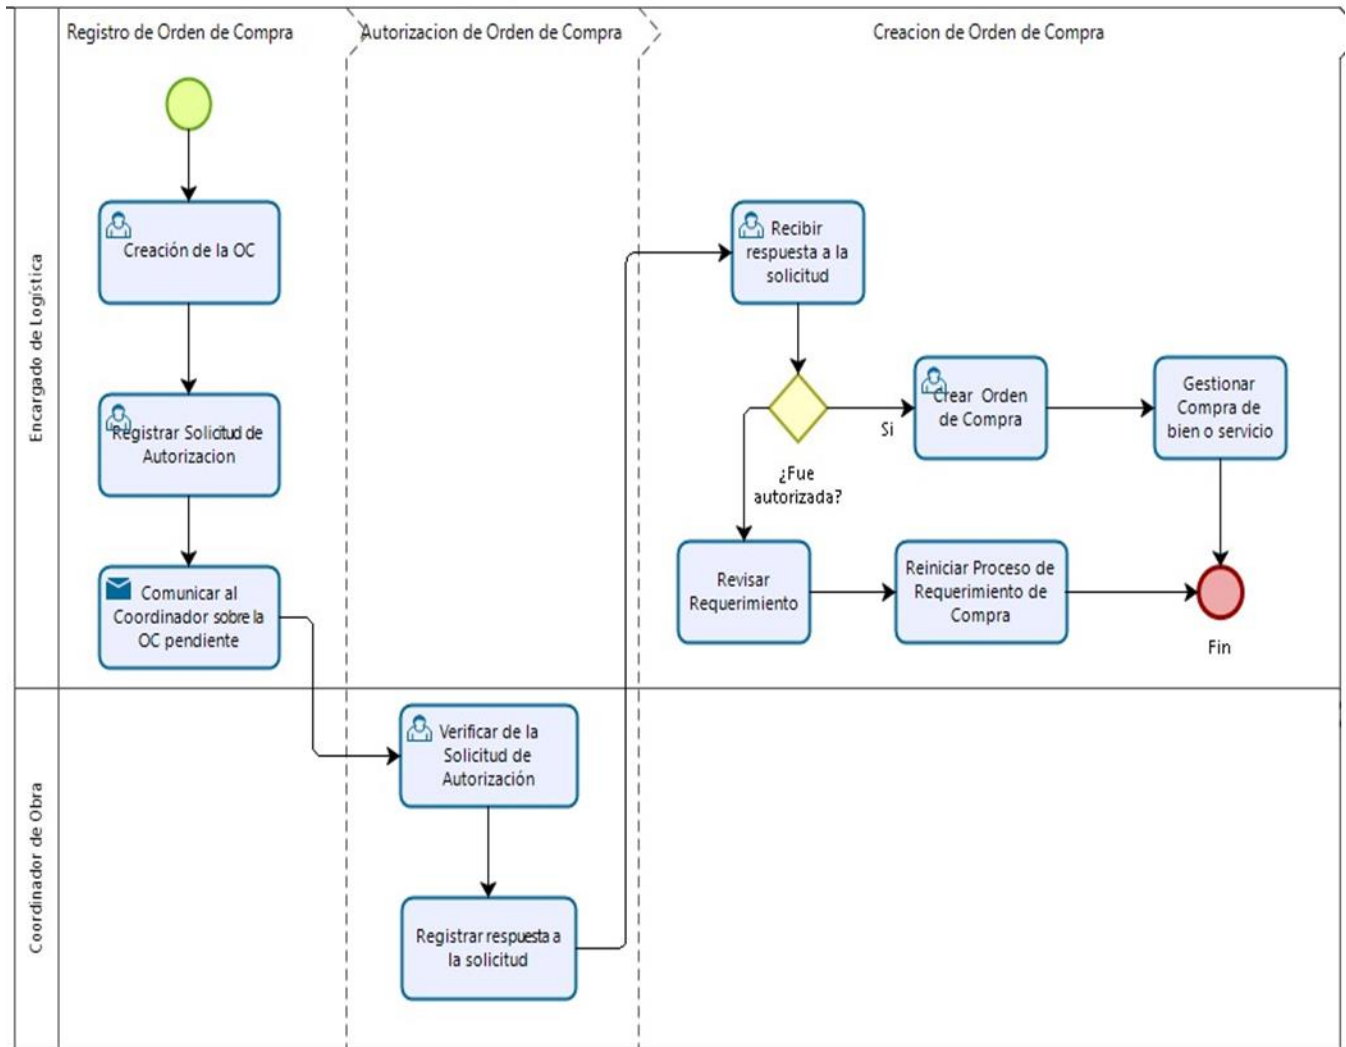 Registro de Orden de Compra
Autorizacion de Orden de Compra
Creacion de Orden de Compra
Encargado de Logística
Creación de la OC
Registrar Solicitud de
Autorizacion
Comunicar al
Coordinador sobre la
OC pendiente
Recibir
respuesta a la
solicitud
¿Fue
autorizada?
Si
Crear Orden
de Compra
Gestionar
Compra de
bien o servicio
Revisar
Requerimiento
Reiniciar Proceso de
Requerimiento de
Compra
Fin
Coordinador de Obra
Verificar de la
Solicitud de
Autorización
Registrar respuesta a
la solicitud